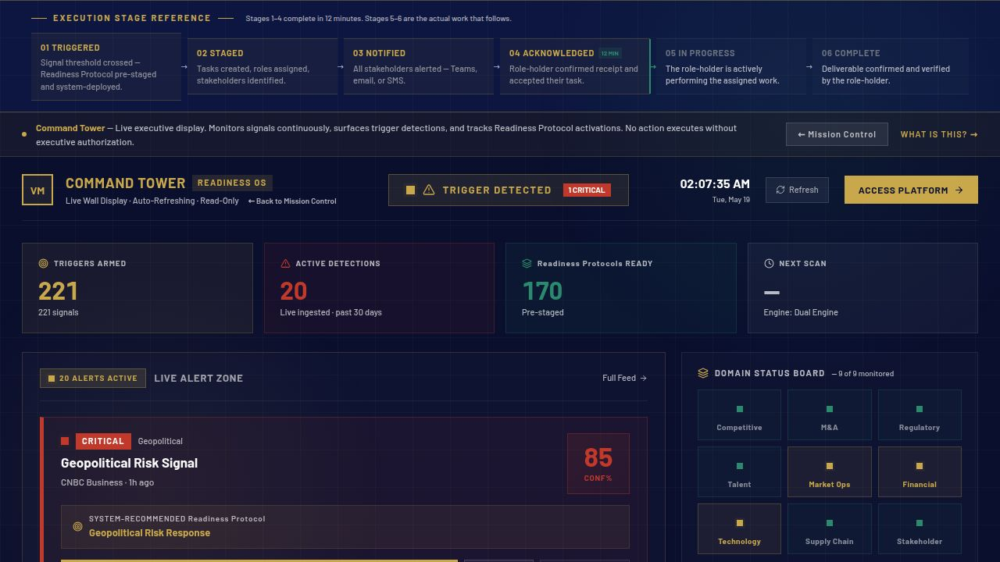 EXECUTION STAGE REFERENCE
Stages 1–4 complete in 12 minutes. Stages 5–6 are the actual work that follows.
01 TRIGGERED
Signal threshold crossed —
Readiness Protocol pre-staged
and system-deployed.
→
02 STAGED
Tasks created, roles assigned,
stakeholders identified.
→
03 NOTIFIED
All stakeholders alerted — Teams,
email, or SMS.
→
04 ACKNOWLEDGED 12 MIN
Role-holder confirmed receipt and
accepted their task.
→
05 IN PROGRESS
The role-holder is actively
performing the assigned work.
→
06 COMPLETE
Deliverable confirmed and verified
by the role-holder.
Command Tower — Live executive display. Monitors signals continuously, surfaces trigger detections, and tracks Readiness Protocol activations. No action executes without
executive authorization.
← Mission Control
WHAT IS THIS? →
VM
COMMAND TOWER READINESS OS
Live Wall Display · Auto-Refreshing · Read-Only ← Back to Mission Control
TRIGGER DETECTED 1 CRITICAL
02:07:35 AM
Tue, May 19
Refresh
ACCESS PLATFORM →
TRIGGERS ARMED
221
221 signals
ACTIVE DETECTIONS
20
Live ingested · past 30 days
Readiness Protocols READY
170
Pre-staged
NEXT SCAN
—
Engine: Dual Engine
20 ALERTS ACTIVE LIVE ALERT ZONE
Full Feed →
CRITICAL Geopolitical
Geopolitical Risk Signal
CNBC Business · 1h ago
85
CONF%
SYSTEM-RECOMMENDED Readiness Protocol
Geopolitical Risk Response
DOMAIN STATUS BOARD — 9 of 9 monitored
Competitive
M&A
Regulatory
Talent
Market Ops
Financial
Technology
Supply Chain
Stakeholder